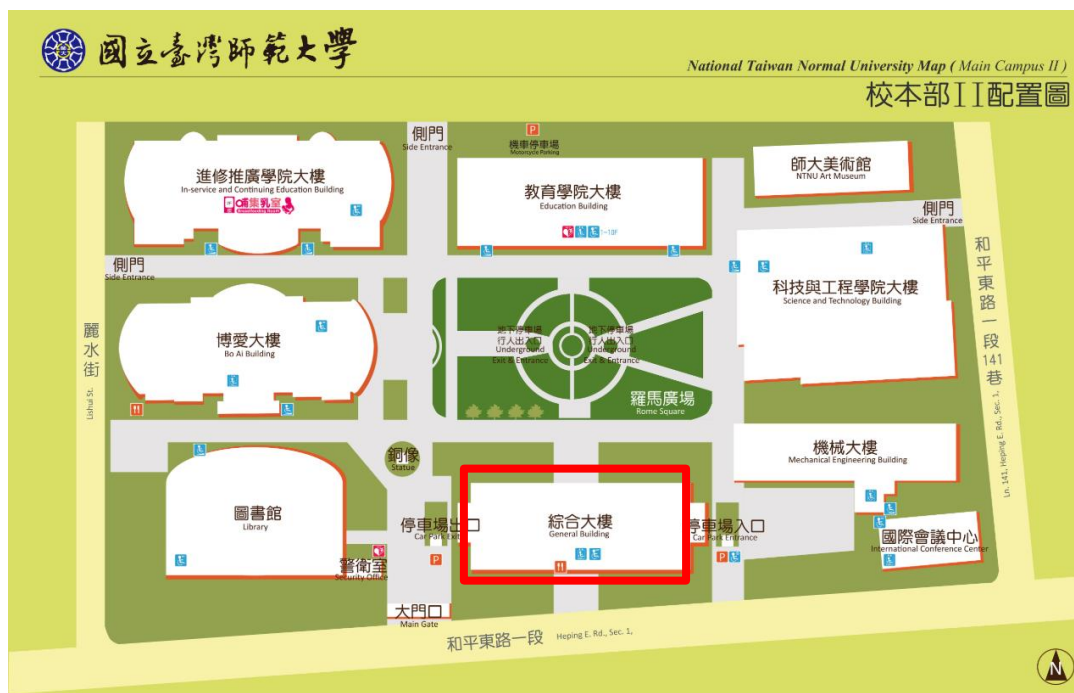 國立臺灣師範大學
National Taiwan Normal University Map ( Main Campus II )
校本部II配置圖
側門
Side Entrance
P
機車停車場
Motorcycle Parking
進修推廣學院大樓
In-service and Continuing Education Building
哺集乳室
教育學院大樓
Education Building
1~10F
師大美術館
NTNU Art Museum
側門
Side Entrance
側門
Side Entrance
科技與工程學院大樓
Science and Technology Building
和平東路一段141巷
Ln. 141, Heping E. Rd., Sec. 1,
麗水街
Lishui St.
博愛大樓
Bo Ai Building
地下停車場
行人出入口
Underground
Exit & Entrance
地下停車場
行人出入口
Underground
Exit & Entrance
羅馬廣場
Rome Square
銅像
Statue
機械大樓
Mechanical Engineering Building
圖書館
Library
停車場出口
Car Park Exit
P
綜合大樓
General Building
停車場入口
Car Park Entrance
P
國際會議中心
International Conference Center
警衛室
Security Office
大門口
Main Gate
和平東路一段 Heping E. Rd., Sec. 1,
N